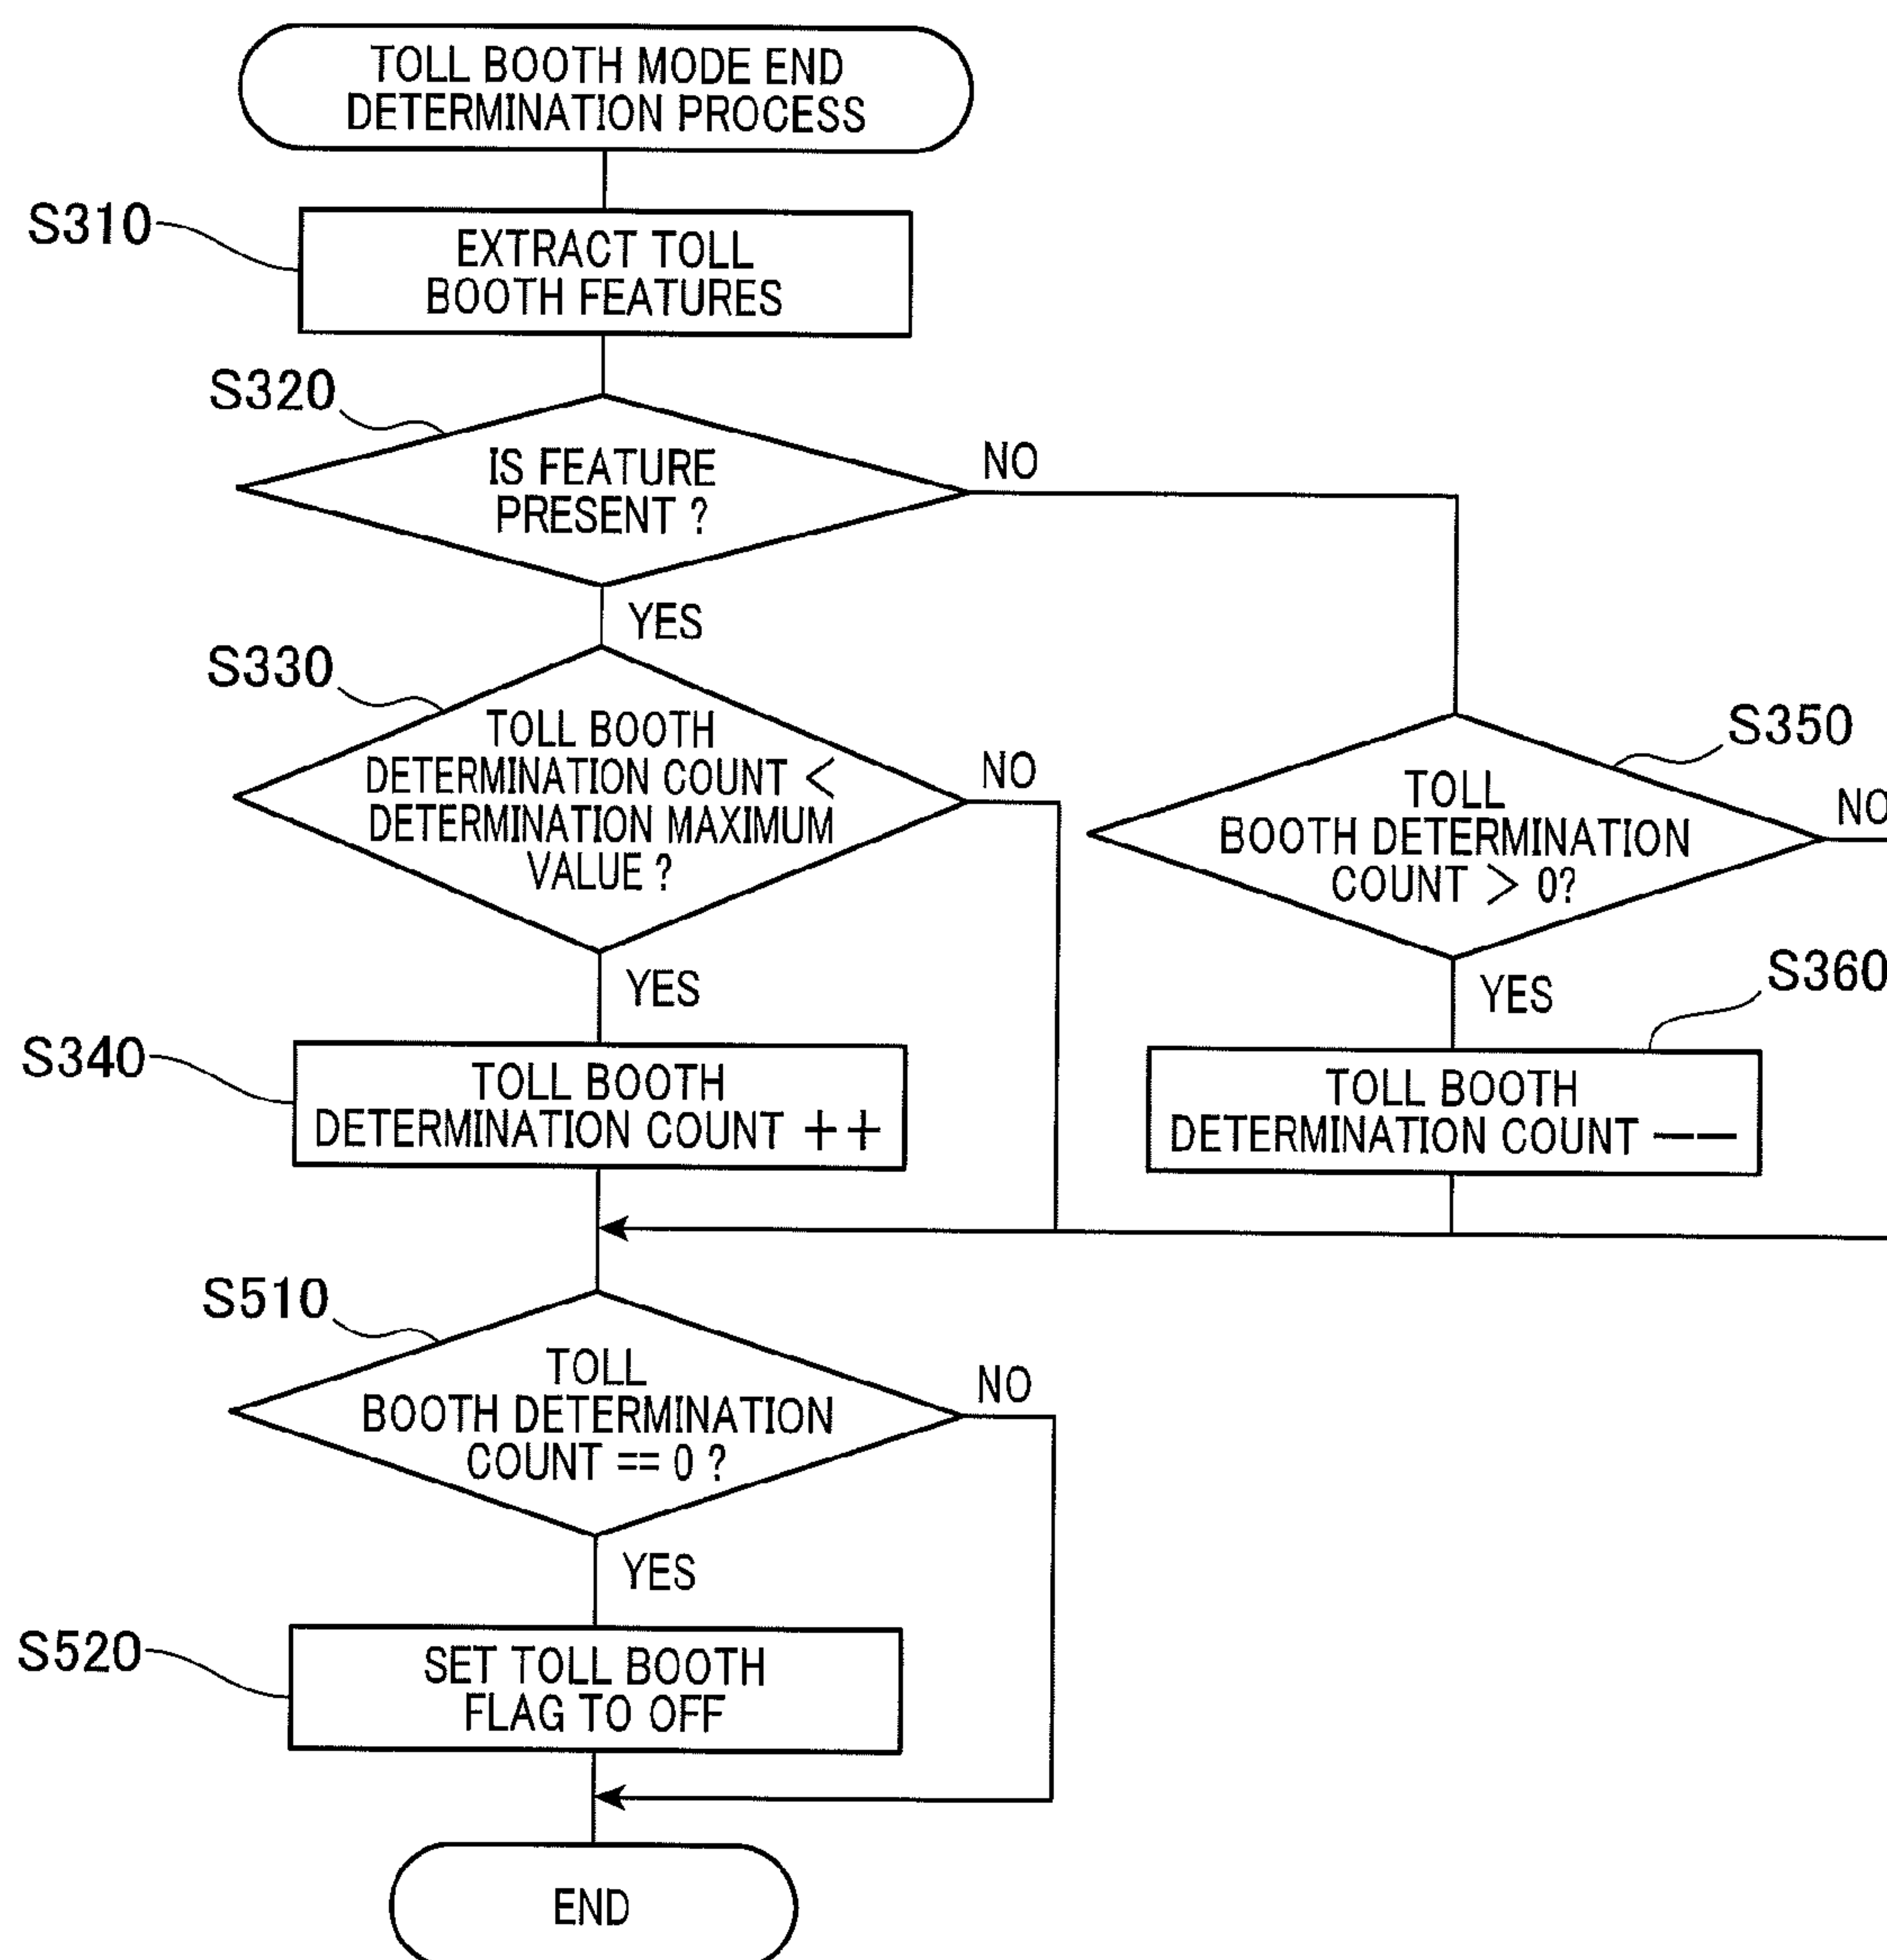 TOLL BOOTH MODE END
DETERMINATION PROCESS
S310
EXTRACT TOLL
BOOTH FEATURES
S320
IS FEATURE
PRESENT ?
NO
YES
S330
TOLL BOOTH
DETERMINATION COUNT <
DETERMINATION MAXIMUM
VALUE ?
NO
YES
S350
TOLL
BOOTH DETERMINATION
COUNT > 0?
NO
YES
S340
TOLL BOOTH
DETERMINATION COUNT ++
S360
TOLL BOOTH
DETERMINATION COUNT −−
S510
TOLL
BOOTH DETERMINATION
COUNT == 0 ?
NO
YES
S520
SET TOLL BOOTH
FLAG TO OFF
END